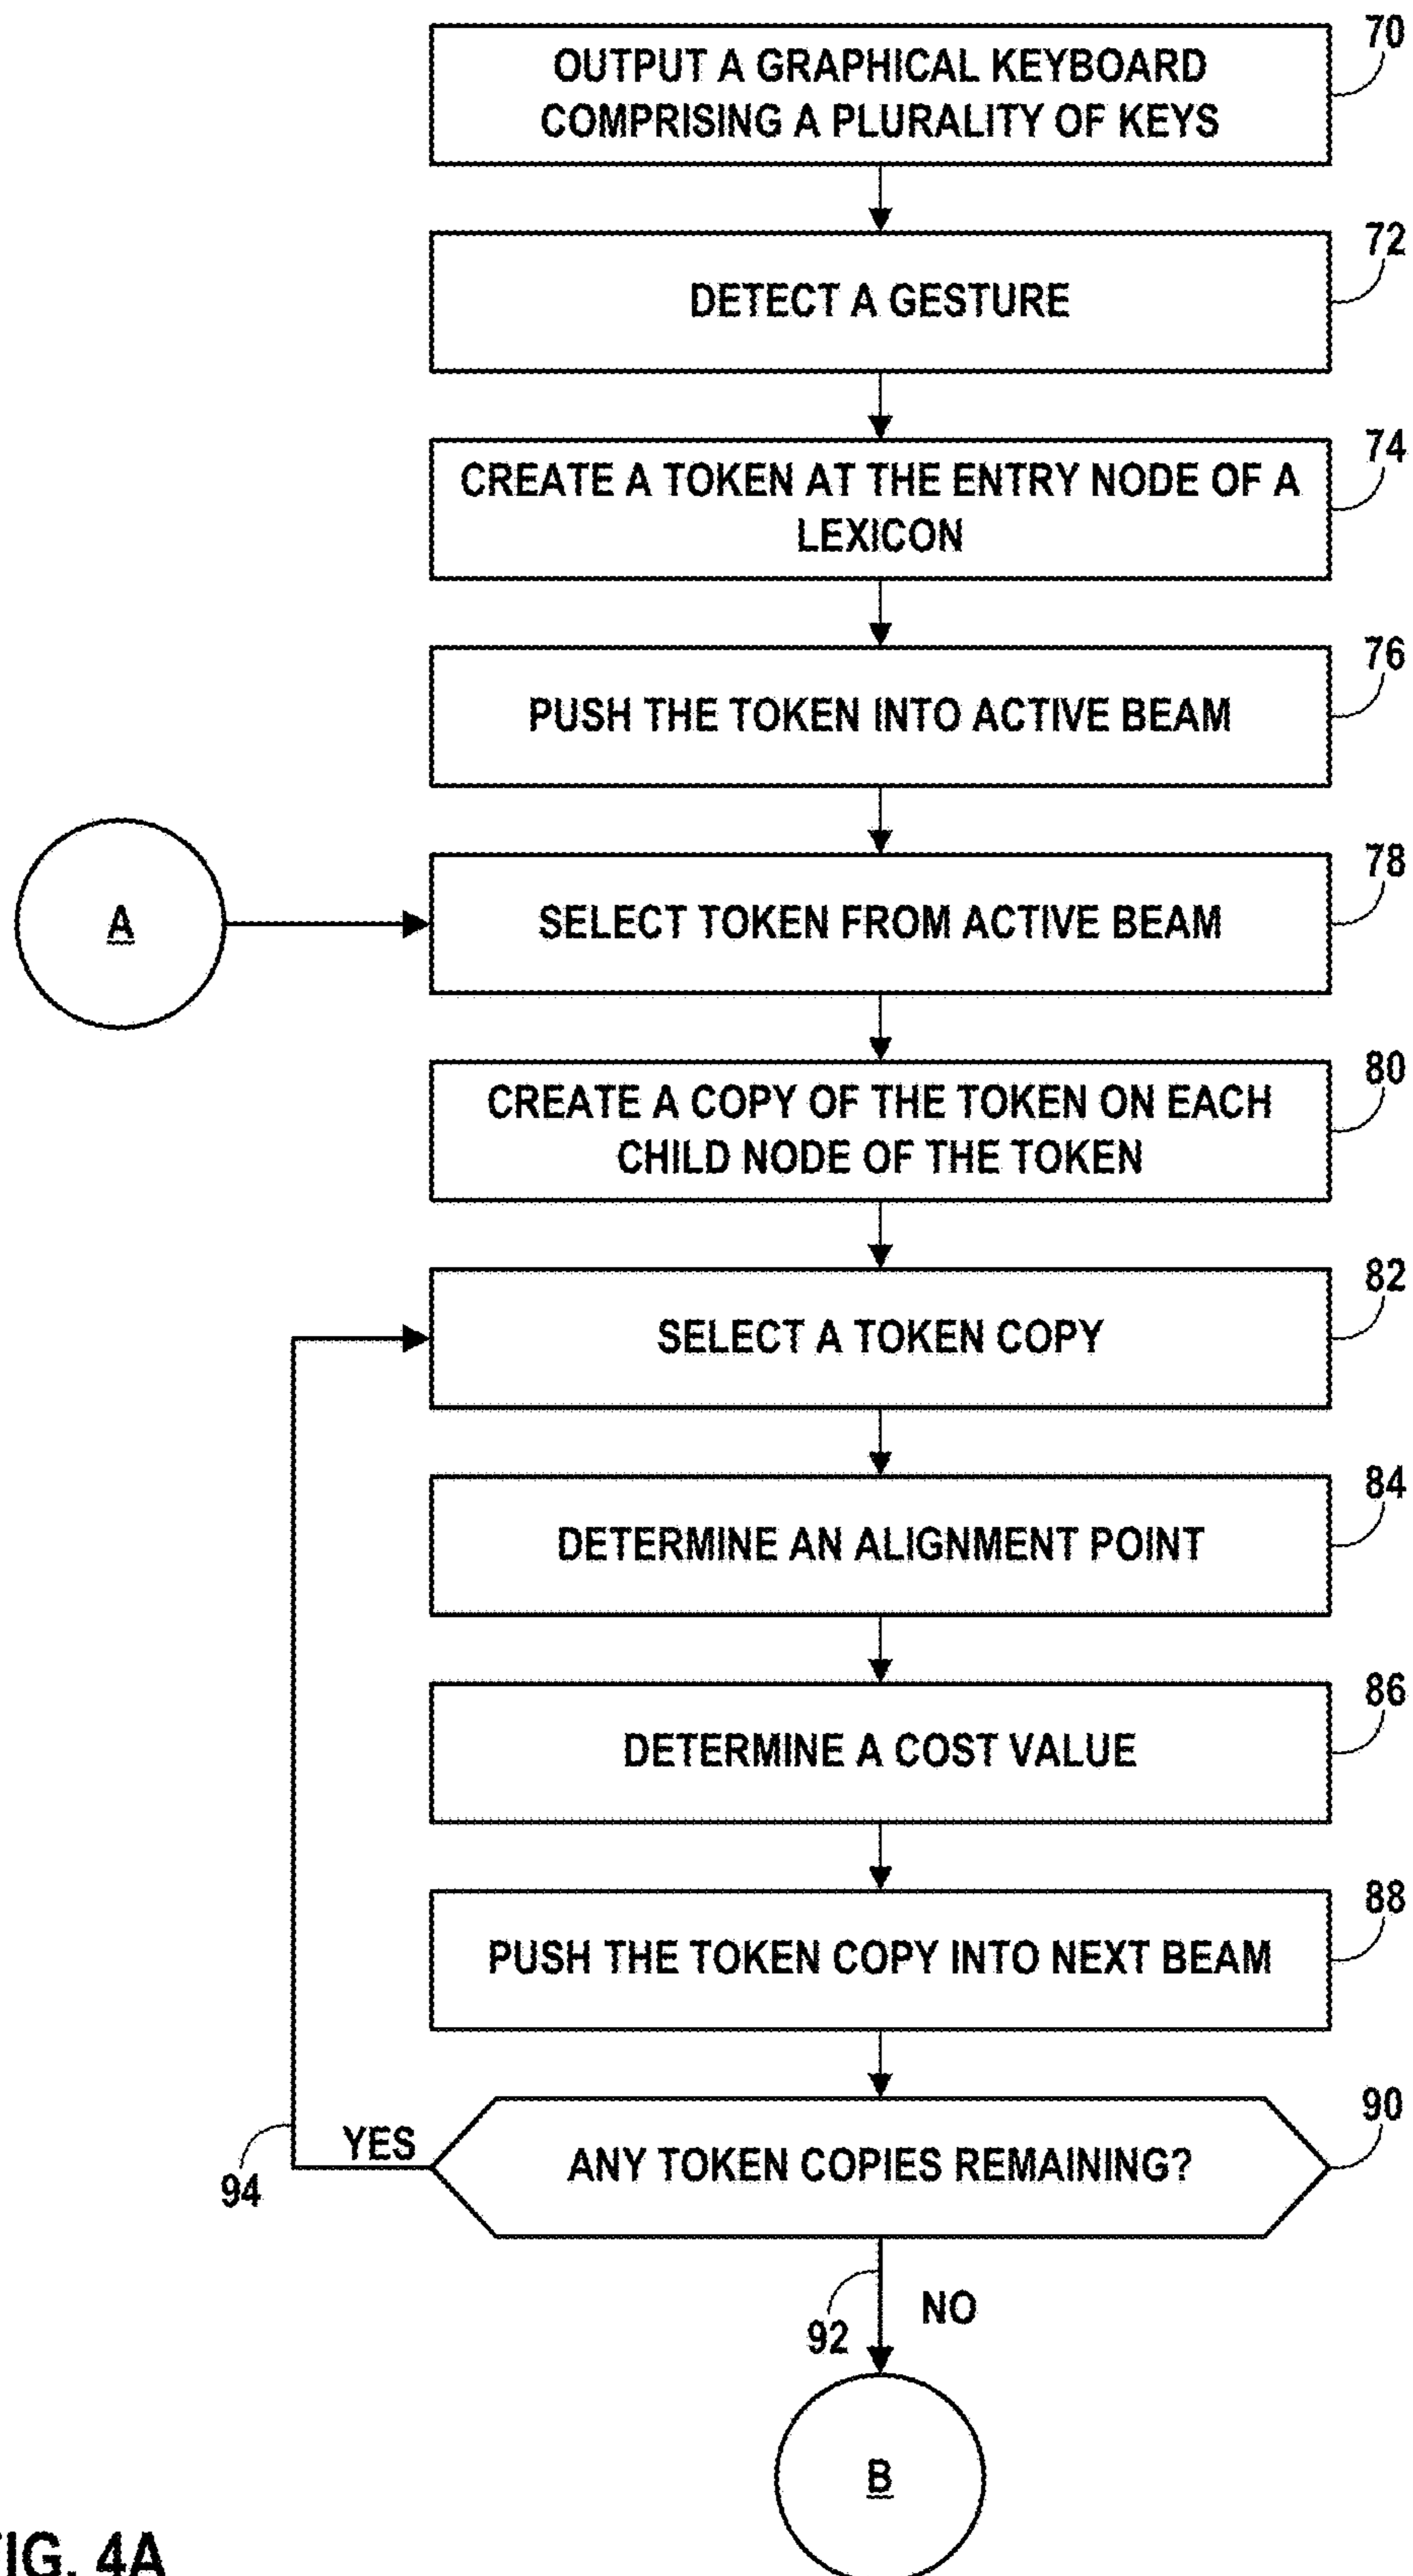 70
OUTPUT A GRAPHICAL KEYBOARD
COMPRISING A PLURALITY OF KEYS
72
DETECT A GESTURE
74
CREATE A TOKEN AT THE ENTRY NODE OF A
LEXICON
76
PUSH THE TOKEN INTO ACTIVE BEAM
78
A
SELECT TOKEN FROM ACTIVE BEAM
80
CREATE A COPY OF THE TOKEN ON EACH
CHILD NODE OF THE TOKEN
82
SELECT A TOKEN COPY
84
DETERMINE AN ALIGNMENT POINT
86
DETERMINE A COST VALUE
88
PUSH THE TOKEN COPY INTO NEXT BEAM
90
YES
ANY TOKEN COPIES REMAINING?
94
NO
92
B
FIG. 4A